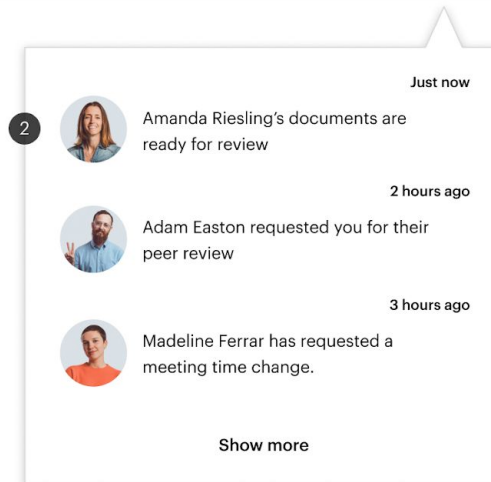 Just now
2
Amanda Riesling’s documents are
ready for review
2 hours ago
Adam Easton requested you for their
peer review
3 hours ago
Madeline Ferrar has requested a
meeting time change.
Show more